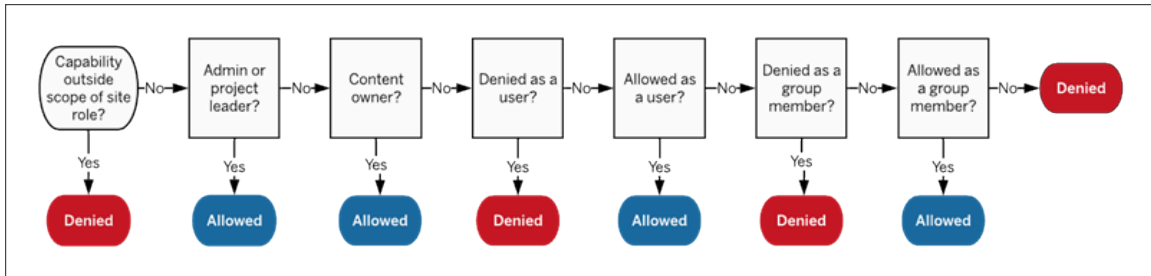 Capability
outside
scope of site
role?
No
Admin or
project
leader?
No
Content
owner?
No
Denied as a
user?
No
Allowed as
a user?
No
Denied as a
group
member?
No
Allowed as
a group
member?
No
Denied
Yes
Yes
Yes
Yes
Yes
Yes
Yes
Denied
Allowed
Allowed
Denied
Allowed
Denied
Allowed